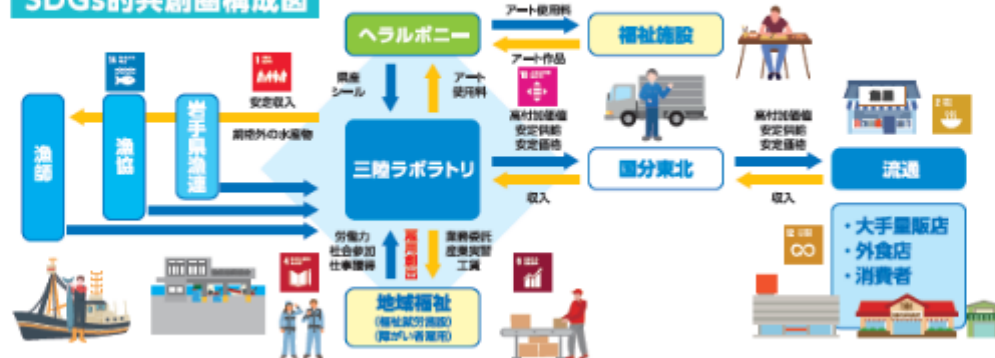 SDGs的共創圏構成図
アート使用料
ヘラルボニー
福祉施設
アート作品
県産
シール
アート
使用料
安定収入
規格外の水産物
漁師
漁協
岩手県漁連
三陸ラボラトリ
高付加価値
安定供給
安定価格
国分東北
収入
高付加価値
安定供給
安定価格
流通
収入
労働力
社会参加
仕事獲得
業務委託
産業実習
工賃
地域福祉
(福祉就労施設)
(障がい者雇用)
・大手量販店
・外食店
・消費者